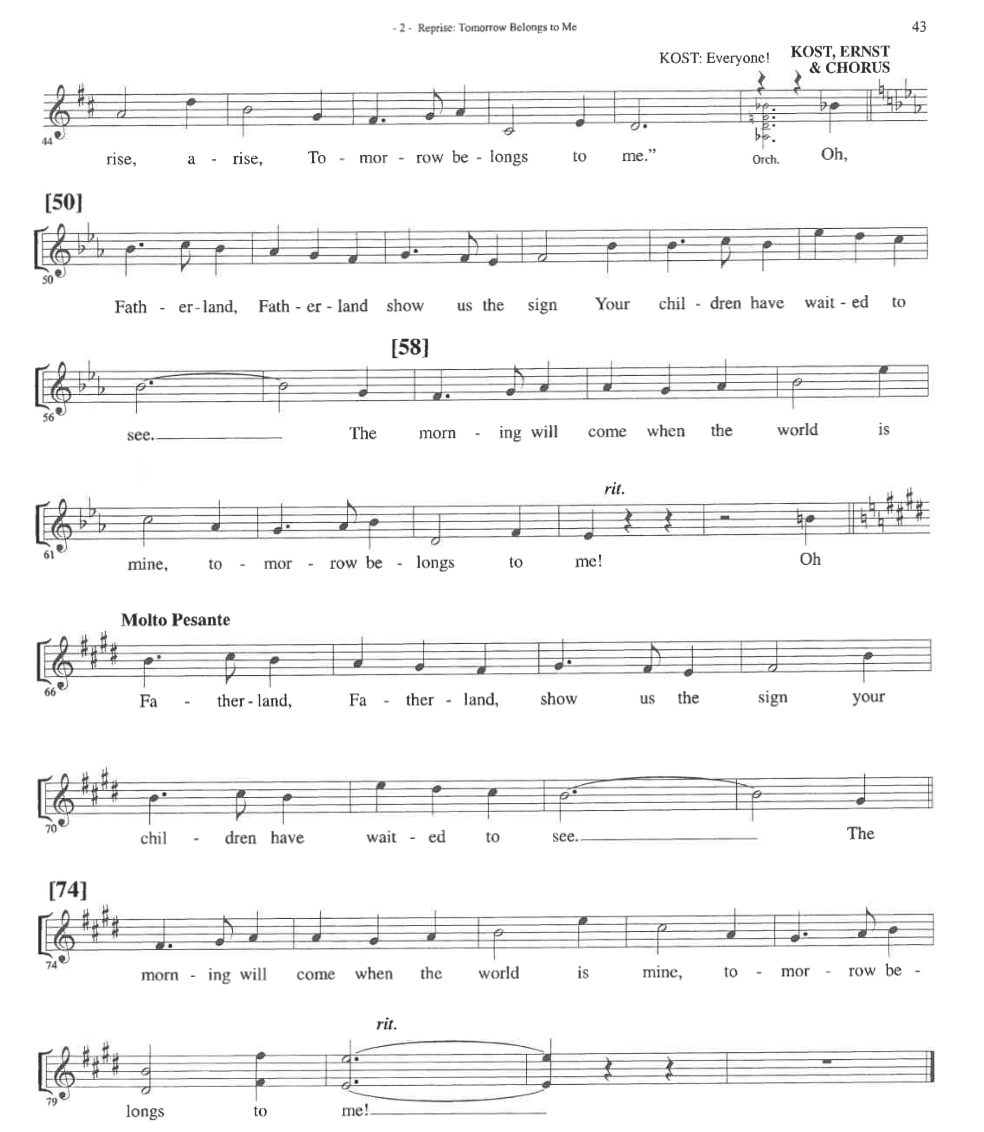 - 2 - Reprise: Tomorrow Belongs to Me 43
KOST: Everyone! KOST, ERNST
& CHORUS
44
rise, a - rise, To - mor - row be - longs to me.” Orch. Oh,
[50]
50
Fath - er - land, Fath - er - land show us the sign Your chil - dren have wait - ed to
[58]
56
see. The morn - ing will come when the world is
rit.
61
mine, to - mor - row be - longs to me! Oh
Molto Pesante
66
Fa - ther - land, Fa - ther - land, show us the sign your
70
chil - dren have wait - ed to see. The
[74]
74
morn - ing will come when the world is mine, to - mor - row be -
rit.
79
longs to me!